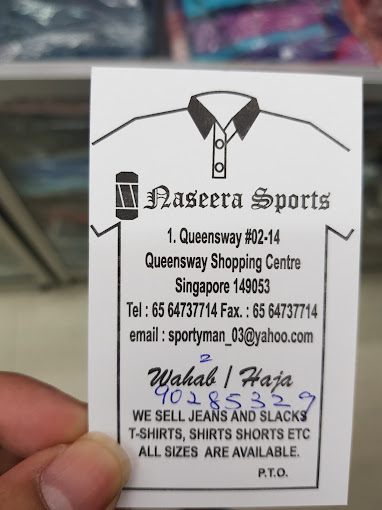 Naseera Sports
1. Queensway #02-14
Queensway Shopping Centre
Singapore 149053
Tel : 65 64737714 Fax. : 65 64737714
email : sportyman_03@yahoo.com
2
Wahab / Haja
90285329
WE SELL JEANS AND SLACKS
T-SHIRTS, SHIRTS SHORTS ETC
ALL SIZES ARE AVAILABLE.
P.T.O.